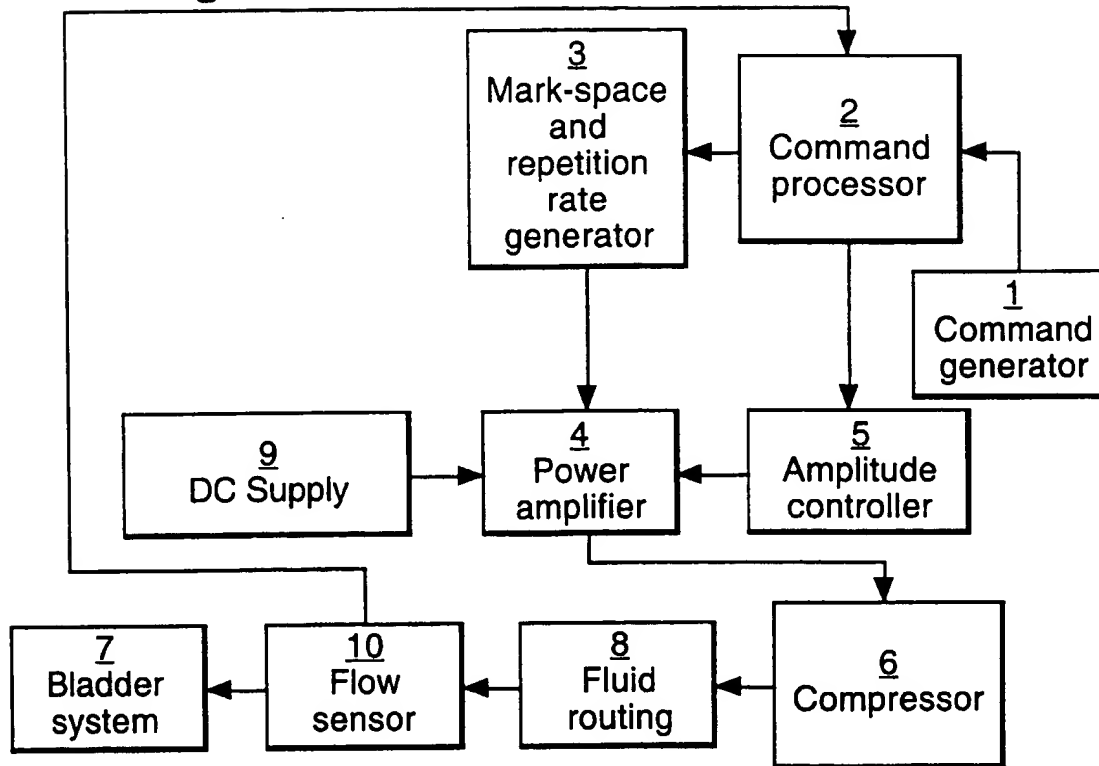 3
Mark-space
and
repetition
rate
generator
2
Command
processor
1
Command
generator
9
DC Supply
4
Power
amplifier
5
Amplitude
controller
7
Bladder
system
10
Flow
sensor
8
Fluid
routing
6
Compressor